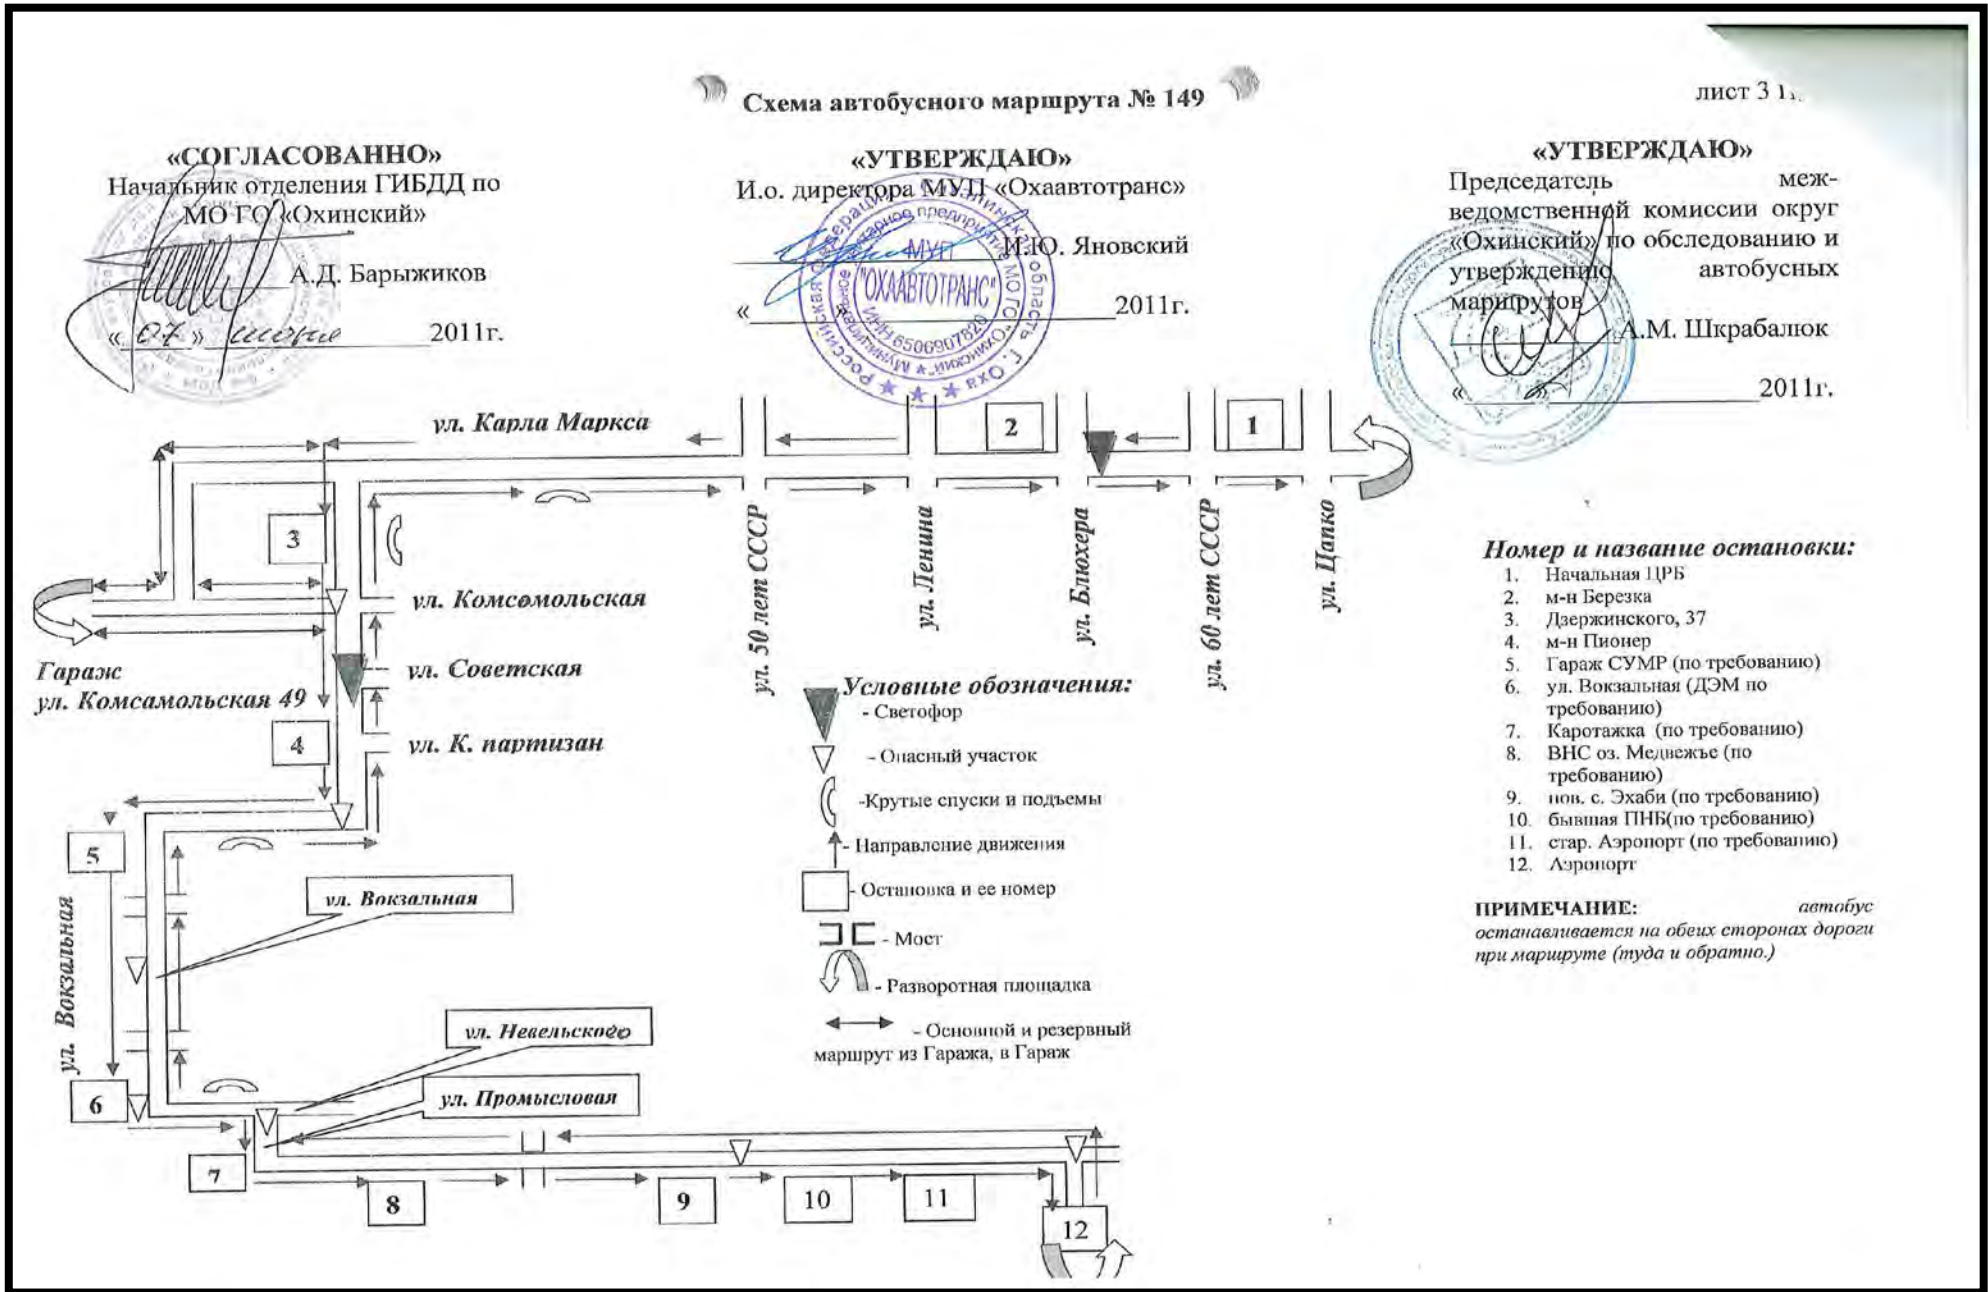 Схема автобусного маршрута № 149
лист 3
«СОГЛАСОВАННО»
Начальник отделения ГИБДД по
МО ГО «Охинский»
А.Д. Барыжиков
« 07 » июня 2011г.
«УТВЕРЖДАЮ»
И.о. директора МУП «Охаавтотранс»
И.Ю. Яновский
« » 2011г.
МУП
"ОХААВТОТРАНС"
ИНН 6506907820
«УТВЕРЖДАЮ»
Председатель меж-
ведомственной комиссии округ
«Охинский» по обследованию и
утверждению автобусных
маршрутов
А.М. Шкрабалюк
« » 2011г.
ул. Карла Маркса
2
1
3
ул. 50 лет СССР
ул. Ленина
ул. Блюхера
ул. 60 лет СССР
ул. Цапко
ул. Комсомольская
Гараж
ул. Комсамольская 49
ул. Советская
4
ул. К. партизан
5
ул. Вокзальная
ул. Вокзальная
ул. Невельского
6
ул. Промысловая
7
8
9
10
11
12
Условные обозначения:
- Светофор
- Опасный участок
-Крутые спуски и подъемы
- Направление движения
- Остановка и ее номер
- Мост
- Разворотная площадка
- Основной и резервный
маршрут из Гаража, в Гараж
Номер и название остановки:
1. Начальная ЦРБ
2. м-н Березка
3. Дзержинского, 37
4. м-н Пионер
5. Гараж СУМР (по требованию)
6. ул. Вокзальная (ДЭМ по
требованию)
7. Каротажка (по требованию)
8. ВНС оз. Медвежье (по
требованию)
9. пов. с. Эхаби (по требованию)
10. бывшая ПНБ(по требованию)
11. стар. Аэропорт (по требованию)
12. Аэропорт
ПРИМЕЧАНИЕ: автобус
останавливается на обеих сторонах дороги
при маршруте (туда и обратно.)